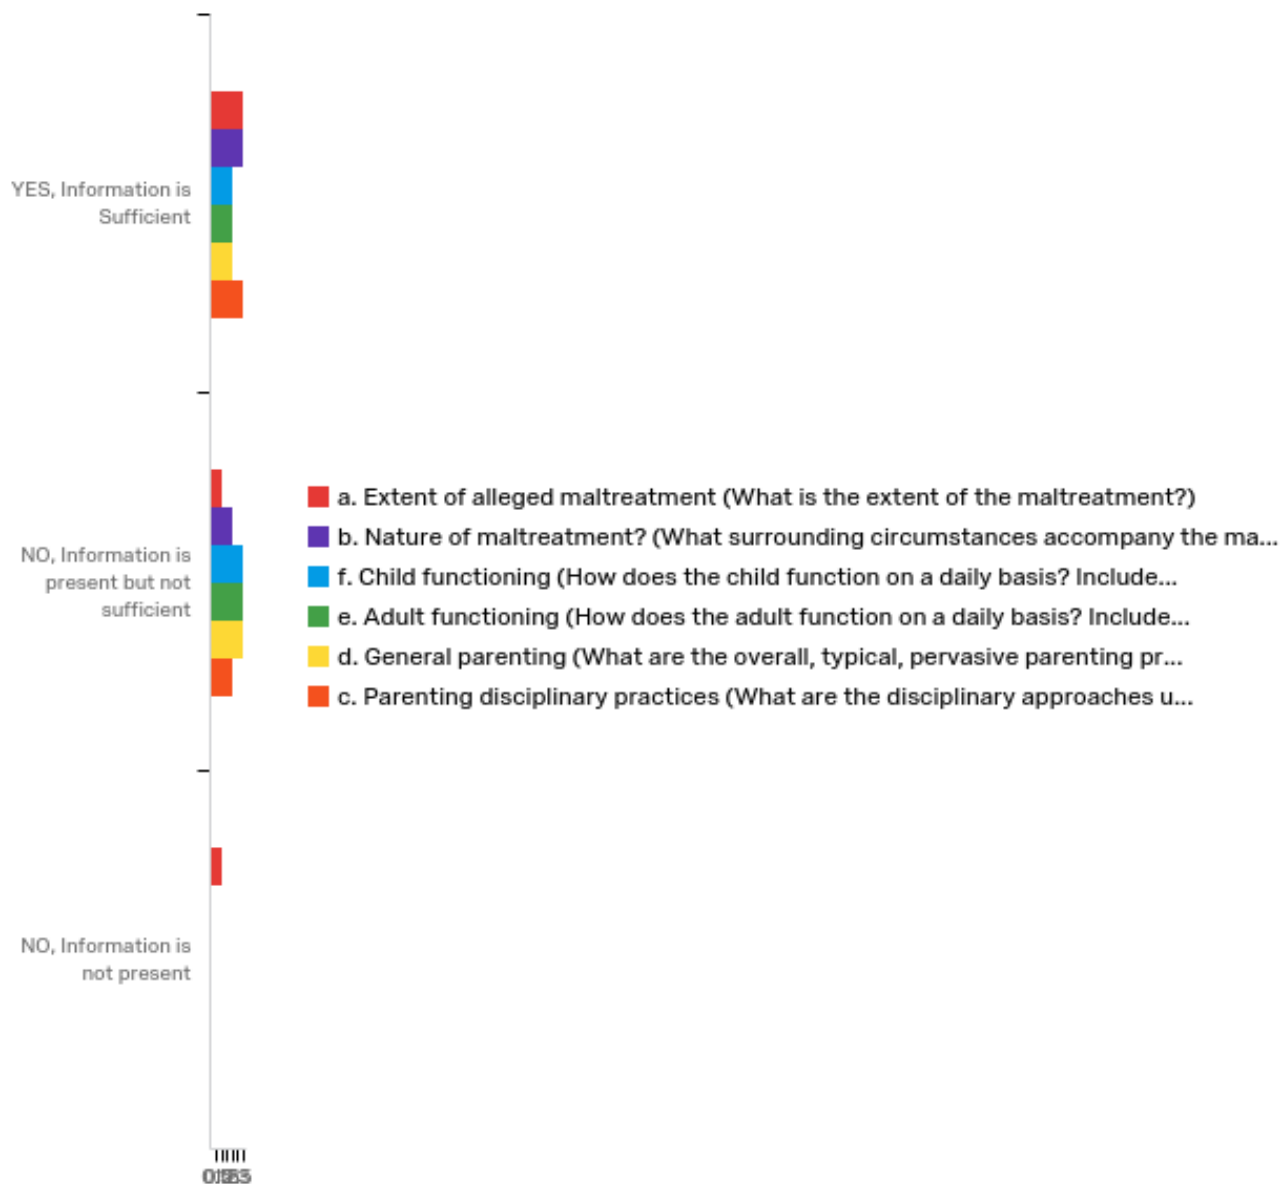 YES, Information is
Sufficient
NO, Information is
present but not
sufficient
NO, Information is
not present
a. Extent of alleged maltreatment (What is the extent of the maltreatment?)
b. Nature of maltreatment? (What surrounding circumstances accompany the ma...
f. Child functioning (How does the child function on a daily basis? Include...
e. Adult functioning (How does the adult function on a daily basis? Include...
d. General parenting (What are the overall, typical, pervasive parenting pr...
c. Parenting disciplinary practices (What are the disciplinary approaches u...